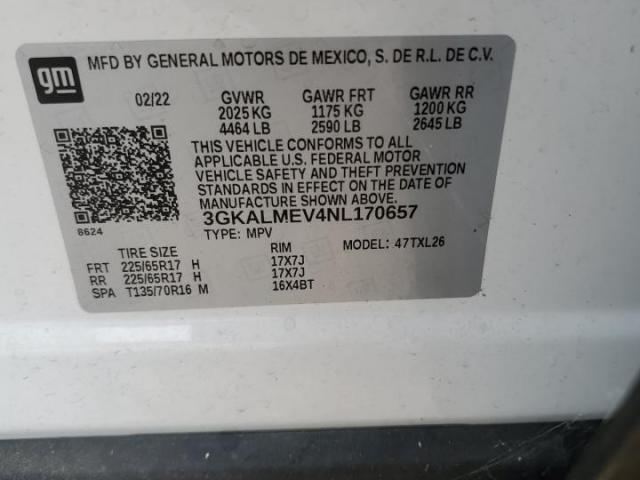 gm
MFD BY GENERAL MOTORS DE MEXICO, S. DE R.L. DE C.V.
02/22 GVWR GAWR FRT GAWR RR
2025 KG 1175 KG 1200 KG
4464 LB 2590 LB 2645 LB
THIS VEHICLE CONFORMS TO ALL
APPLICABLE U.S. FEDERAL MOTOR
VEHICLE SAFETY AND THEFT PREVENTION
STANDARDS IN EFFECT ON THE DATE OF
MANUFACTURE SHOWN ABOVE.
3GKALMEV4NL170657
8624
TYPE: MPV MODEL: 47TXL26
TIRE SIZE RIM
FRT 225/65R17 H 17X7J
RR 225/65R17 H 17X7J
SPA T135/70R16 M 16X4BT